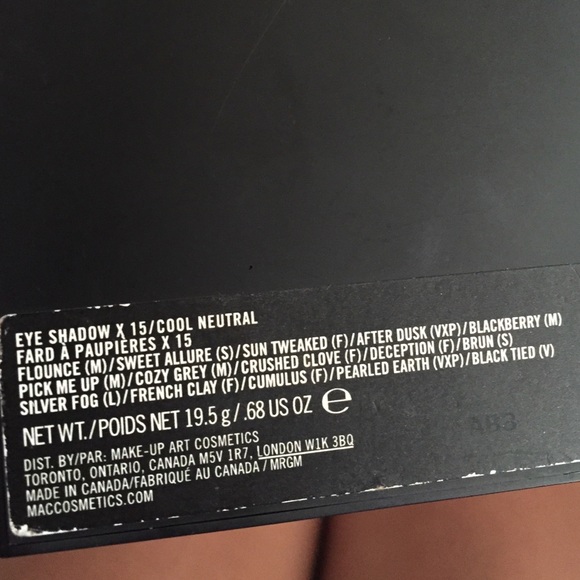 EYE SHADOW X 15/COOL NEUTRAL
FARD À PAUPIÈRES X 15
FLOUNCE (M)/SWEET ALLURE (S)/SUN TWEAKED (F)/AFTER DUSK (VXP)/BLACKBERRY (M)
PICK ME UP (M)/COZY GREY (M)/CRUSHED CLOVE (F)/DECEPTION (F)/BRUN (S)
SILVER FOG (L)/FRENCH CLAY (F)/CUMULUS (F)/PEARLED EARTH (VXP)/BLACK TIED (V)
NET WT./POIDS NET 19.5 g/.68 US OZ ℮
DIST. BY/PAR: MAKE-UP ART COSMETICS
TORONTO, ONTARIO, CANADA M5V 1R7, LONDON W1K 3BQ
MADE IN CANADA/FABRIQUÉ AU CANADA / MRGM
MACCOSMETICS.COM
AB3